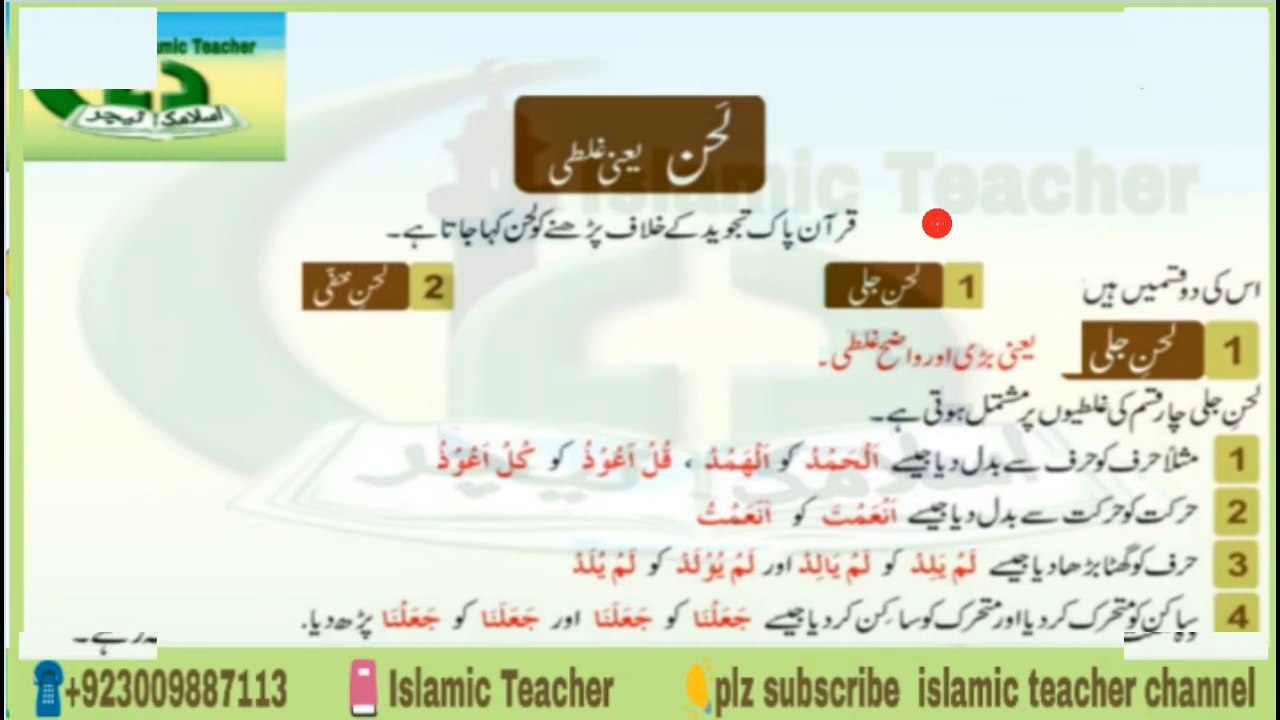 mic Teacher
اسلامک ٹیچر
لَحن یعنی غلطی
Islamic Teacher
قرآن پاک تجوید کے خلاف پڑھنے کو لحن کہا جاتا ہے۔
اس کی دو قسمیں ہیں 1 لحنِ جلی 2 لحنِ خفّی
1 لحنِ جلی یعنی بڑی اور واضح غلطی۔
لحنِ جلی چار قسم کی غلطیوں پر مشتمل ہوتی ہے۔
1 مثلاً حرف کو حرف سے بدل دیا جیسے اَلْحَمْدُ کو اَلْهَمْدُ ، قُلْ اَعُوْذُ کو كُلْ اَعُوْذُ
2 حرکت کو حرکت سے بدل دیا جیسے اَنْعَمْتَ کو اَنْعَمْتُ
3 حرف کو گھٹا بڑھا دیا جیسے لَمْ يَلِدْ کو لَمْ يَالِدْ اور لَمْ يُوْلَدْ کو لَمْ يُلَدْ
4 ساکن کو متحرک کر دیا اور متحرک کو ساکن کر دیا جیسے جَعَلْنَا کو جَعَلَنَا اور جَعَلَنَا کو جَعَلْنَا پڑھ دیا۔
+923009887113 Islamic Teacher plz subscribe islamic teacher channel